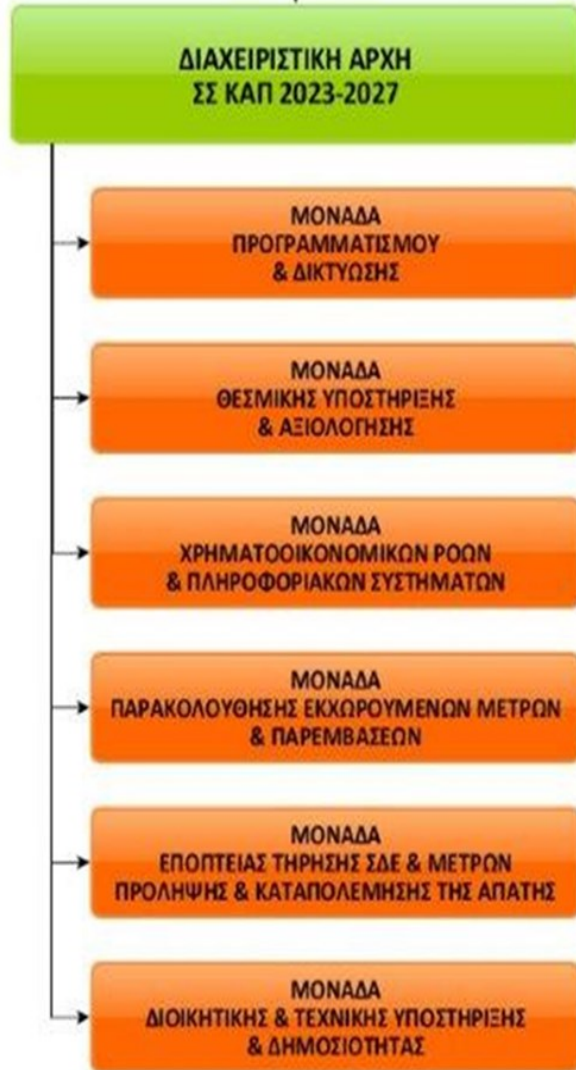 ΔΙΑΧΕΙΡΙΣΤΙΚΗ ΑΡΧΗ
ΣΣ ΚΑΠ 2023-2027
ΜΟΝΑΔΑ
ΠΡΟΓΡΑΜΜΑΤΙΣΜΟΥ
& ΔΙΚΤΥΩΣΗΣ
ΜΟΝΑΔΑ
ΘΕΣΜΙΚΗΣ ΥΠΟΣΤΗΡΙΞΗΣ
& ΑΞΙΟΛΟΓΗΣΗΣ
ΜΟΝΑΔΑ
ΧΡΗΜΑΤΟΟΙΚΟΝΟΜΙΚΩΝ ΡΟΩΝ
& ΠΛΗΡΟΦΟΡΙΑΚΩΝ ΣΥΣΤΗΜΑΤΩΝ
ΜΟΝΑΔΑ
ΠΑΡΑΚΟΛΟΥΘΗΣΗΣ ΕΚΧΩΡΟΥΜΕΝΩΝ ΜΕΤΡΩΝ
& ΠΑΡΕΜΒΑΣΕΩΝ
ΜΟΝΑΔΑ
ΕΠΟΠΤΕΙΑΣ ΤΗΡΗΣΗΣ ΣΔΕ & ΜΕΤΡΩΝ
ΠΡΟΛΗΨΗΣ & ΚΑΤΑΠΟΛΕΜΗΣΗΣ ΤΗΣ ΑΠΑΤΗΣ
ΜΟΝΑΔΑ
ΔΙΟΙΚΗΤΙΚΗΣ & ΤΕΧΝΙΚΗΣ ΥΠΟΣΤΗΡΙΞΗΣ
& ΔΗΜΟΣΙΟΤΗΤΑΣ